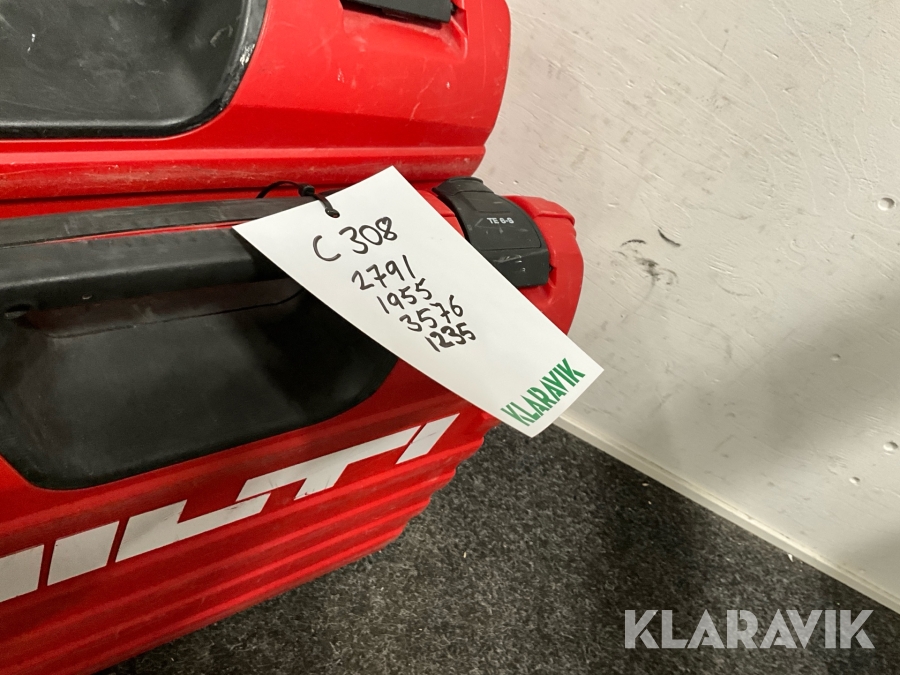 TE 6-S
C 308
2791
1955
3576
1235
KLARAVIK
HILTI
KLARAVIK